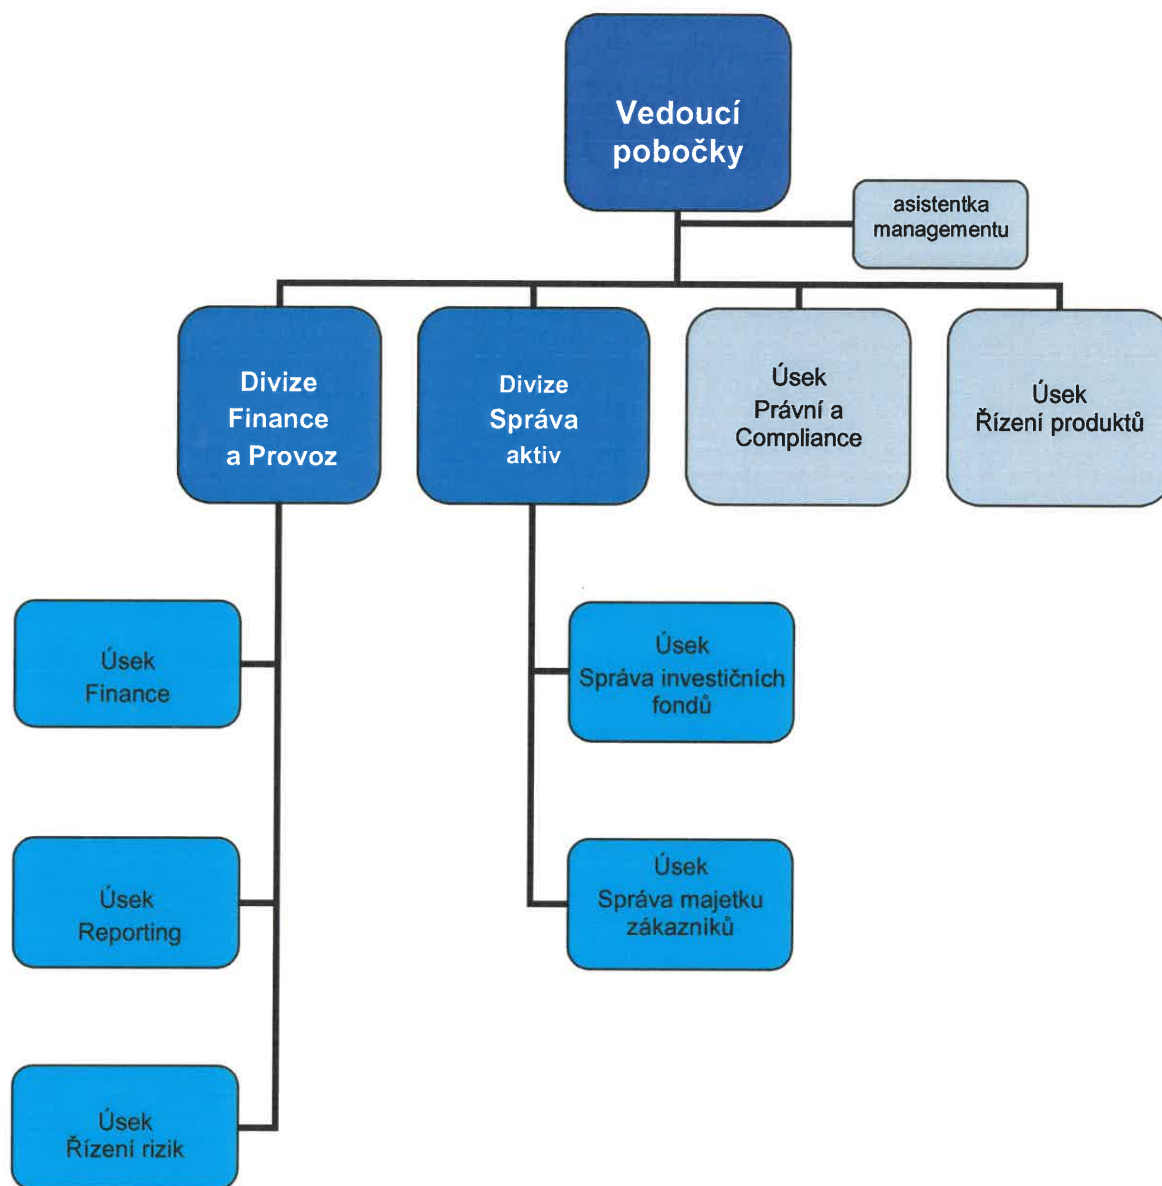 Vedoucí
pobočky
asistentka
managementu
Divize
Finance
a Provoz
Divize
Správa
aktiv
Úsek
Právní a
Compliance
Úsek
Řízení produktů
Úsek
Finance
Úsek
Správa investičních
fondů
Úsek
Reporting
Úsek
Správa majetku
zákazníků
Úsek
Řízení rizik